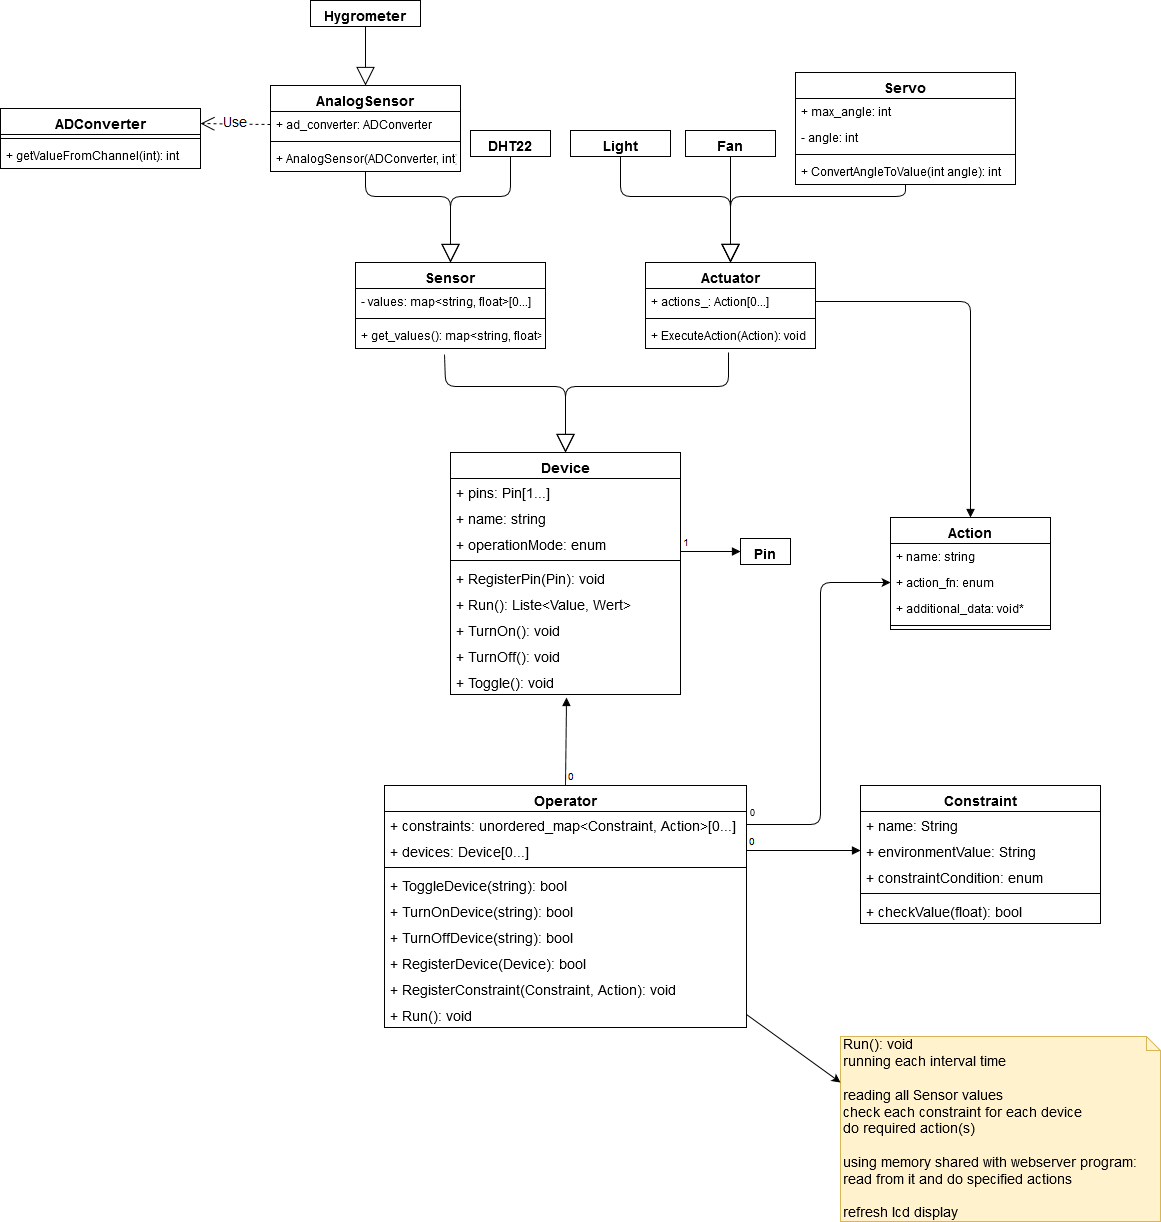 Hygrometer
AnalogSensor
+ ad_converter: ADConverter
+ AnalogSensor(ADConverter, int
Use
ADConverter
+ getValueFromChannel(int): int
DHT22
Light
Fan
Servo
+ max_angle: int
- angle: int
+ ConvertAngleToValue(int angle): int
Sensor
- values: map<string, float>[0...]
+ get_values(): map<string, float>
Actuator
+ actions_: Action[0...]
+ ExecuteAction(Action): void
Device
+ pins: Pin[1...]
+ name: string
+ operationMode: enum
+ RegisterPin(Pin): void
+ Run(): Liste<Value, Wert>
+ TurnOn(): void
+ TurnOff(): void
+ Toggle(): void
1
Pin
Action
+ name: string
+ action_fn: enum
+ additional_data: void*
0
Operator
+ constraints: unordered_map<Constraint, Action>[0...]
+ devices: Device[0...]
+ ToggleDevice(string): bool
+ TurnOnDevice(string): bool
+ TurnOffDevice(string): bool
+ RegisterDevice(Device): bool
+ RegisterConstraint(Constraint, Action): void
+ Run(): void
0
0
Constraint
+ name: String
+ environmentValue: String
+ constraintCondition: enum
+ checkValue(float): bool
Run(): void
running each interval time
reading all Sensor values
check each constraint for each device
do required action(s)
using memory shared with webserver program:
read from it and do specified actions
refresh lcd display